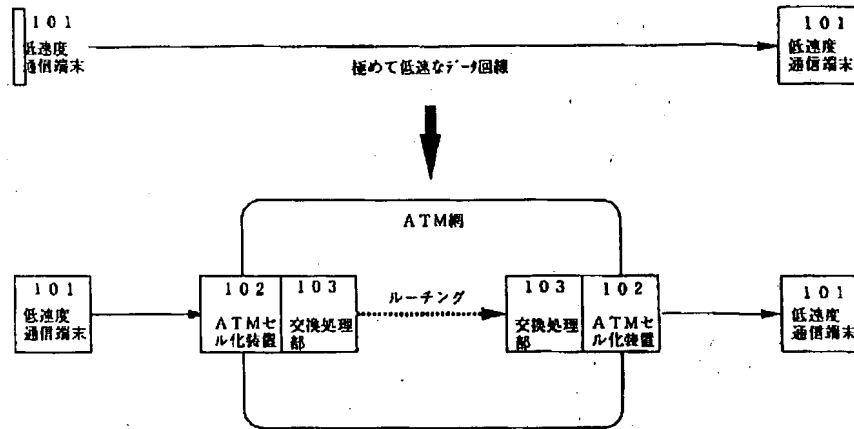 101
低速度
通信端末
極めて低速なデータ回線
101
低速度
通信端末
ATM網
101
低速度
通信端末
102
ATMセ
ル化装置
103
交換処理
部
ルーチング
103
交換処理
部
102
ATMセ
ル化装置
101
低速度
通信端末